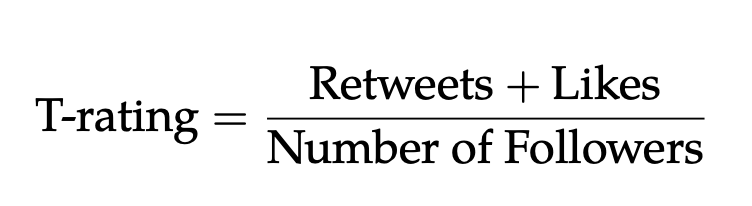 T-rating = Retweets + Likes
Number of Followers